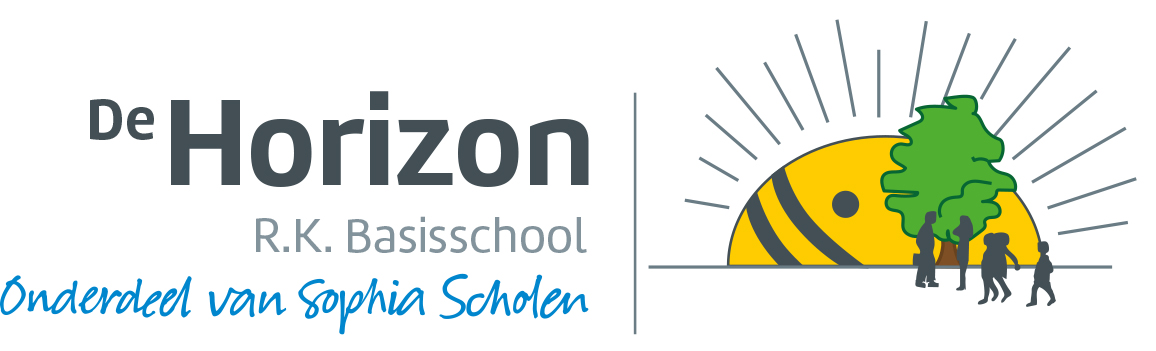 De Horizon
R.K. Basisschool
Onderdeel van Sophia Scholen